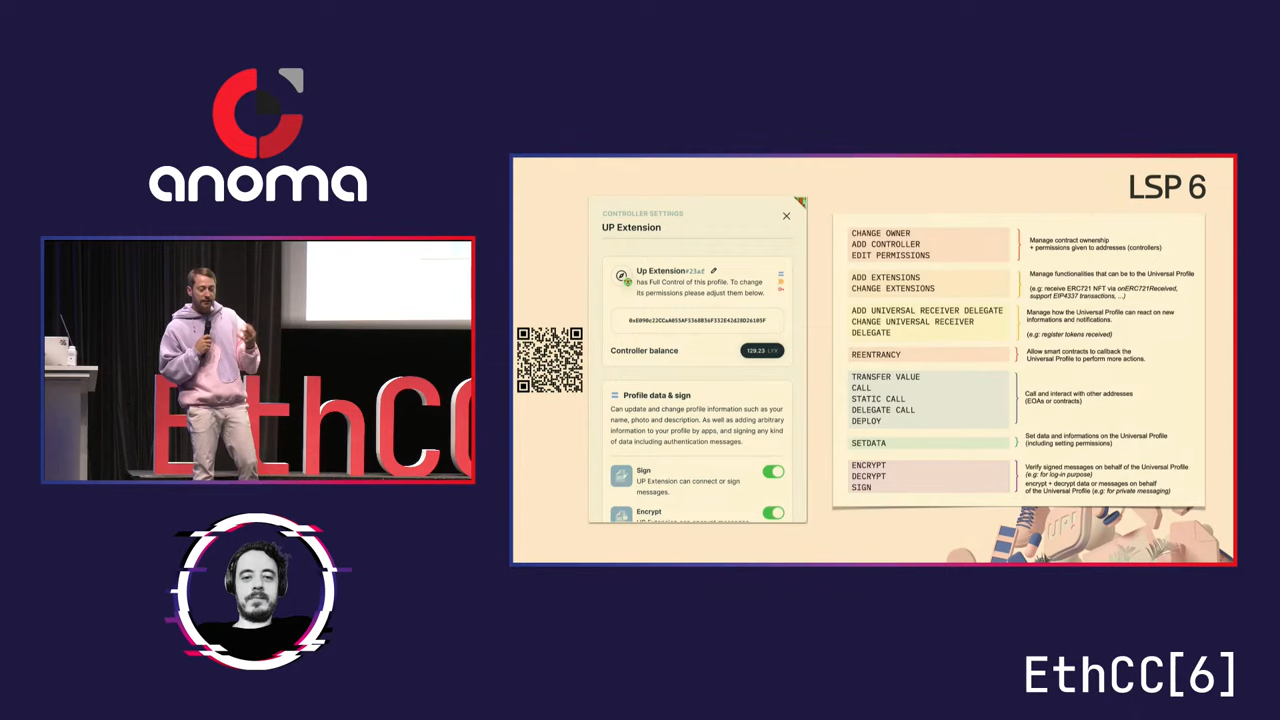 anoma
EthCC
LSP 6
CONTROLLER SETTINGS
UP Extension
Up Extension#23af
has Full Control of this profile. To change
its permissions please adjust them below.
Controller balance
129.23 LYX
Profile data & sign
Can update and change profile information such as your
name, photo and description. As well as adding arbitrary
information to your profile by apps, and signing any kind
of data including authentication messages.
Sign
UP Extension can connect or sign
messages.
Encrypt
CHANGE OWNER
ADD CONTROLLER
EDIT PERMISSIONS
Manage contract ownership
+ permissions given to addresses (controllers)
ADD EXTENSIONS
CHANGE EXTENSIONS
Manage functionalities that can be to the Universal Profile
(e.g: receive ERC721 NFT via onERC721Received,
support EIP4337 transactions, ...)
ADD UNIVERSAL RECEIVER DELEGATE
CHANGE UNIVERSAL RECEIVER
DELEGATE
Manage how the Universal Profile can react on new
informations and notifications.
(e.g: register tokens received)
REENTRANCY
Allow smart contracts to callback the
Universal Profile to perform more actions.
TRANSFER VALUE
CALL
STATIC CALL
DELEGATE CALL
DEPLOY
Call and interact with other addresses
(EOAs or contracts)
SETDATA
Set data and informations on the Universal Profile
(including setting permissions)
ENCRYPT
DECRYPT
SIGN
Verify signed messages on behalf of the Universal Profile
(e.g: for log-in purpose)
encrypt + decrypt data or messages on behalf
of the Universal Profile (e.g: for private messaging)
UP!
EthCC[6]